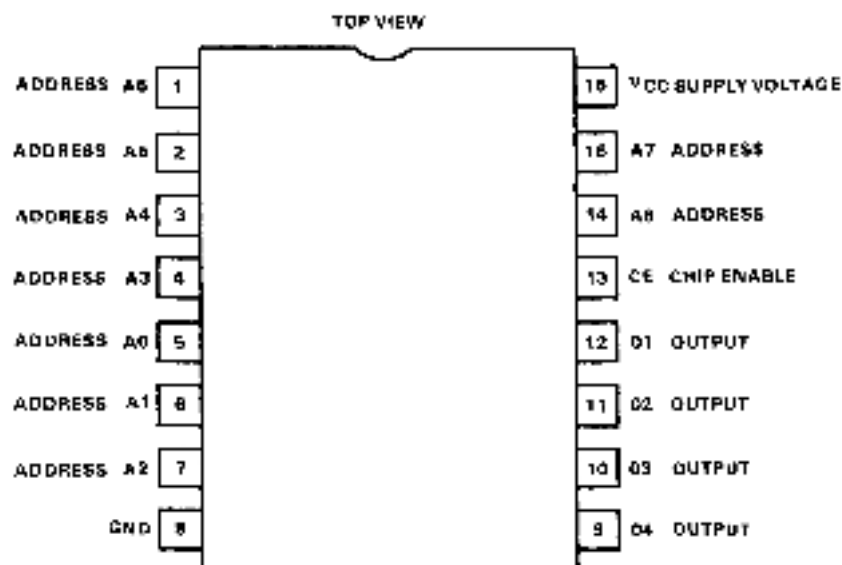 TOP VIEW
ADDRESS A6 1
ADDRESS A5 2
ADDRESS A4 3
ADDRESS A3 4
ADDRESS A0 5
ADDRESS A1 6
ADDRESS A2 7
GND 8
16 VCC SUPPLY VOLTAGE
15 A7 ADDRESS
14 A8 ADDRESS
13 CE CHIP ENABLE
12 O1 OUTPUT
11 O2 OUTPUT
10 O3 OUTPUT
9 O4 OUTPUT